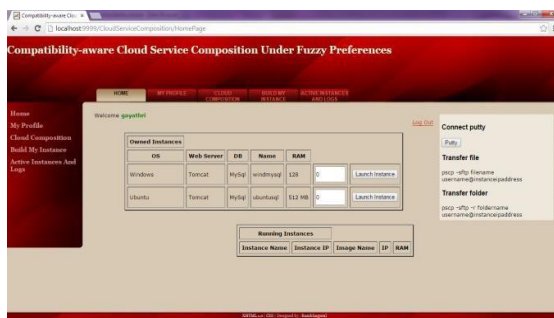 Compatibility-aware Clou
localhost:9999/CloudServiceComposition/HomePage
Compatibility-aware Cloud Service Composition Under Fuzzy Preferences
HOME
MY PROFILE
CLOUD COMPOSITION
BUILD MY INSTANCE
ACTIVE INSTANCES AND LOGS
Home
My Profile
Cloud Composition
Build My Instance
Active Instances And
Logs
Welcome gayathri
Log Out
Owned Instances
OS Web Server DB Name RAM
Windows Tomcat MySql windmysql 128 0 Launch Instance
Ubuntu Tomcat MySql ubuntusql 512 MB 0 Launch Instance
Running Instances
Instance Name Instance IP Image Name IP RAM
Connect putty
Putty
Transfer file
pscp -sftp filename
username@instanceipaddress
Transfer folder
pscp -sftp -r foldername
username@instanceipaddress